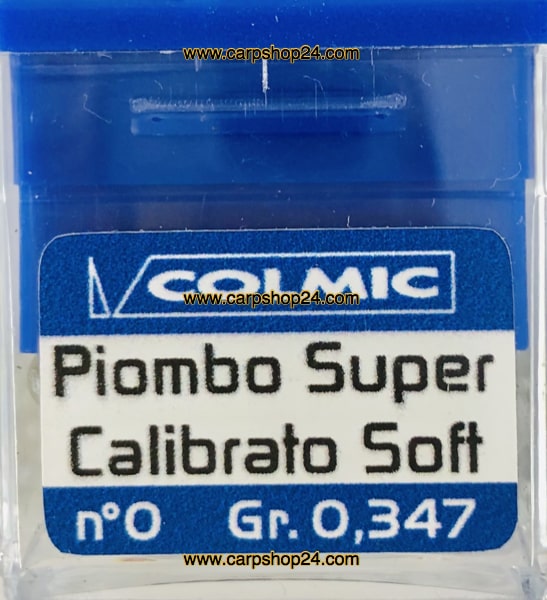 www.carpshop24.com
COLMIC
www.carpshop24.com
Piombo Super
Calibrato Soft
n°0 Gr. 0,347
www.carpshop24.com